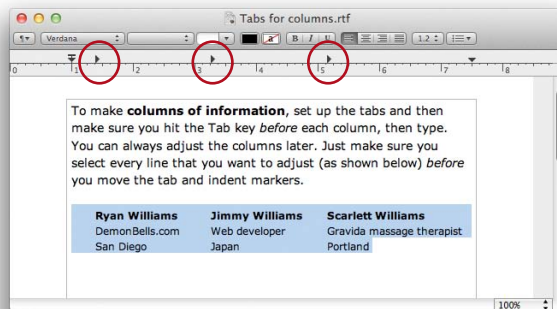 Tabs for columns.rtf
¶ Verdana a B I U 1.2
0 1 2 3 4 5 6 7 8
To make columns of information, set up the tabs and then
make sure you hit the Tab key before each column, then type.
You can always adjust the columns later. Just make sure you
select every line that you want to adjust (as shown below) before
you move the tab and indent markers.
Ryan Williams Jimmy Williams Scarlett Williams
DemonBells.com Web developer Gravida massage therapist
San Diego Japan Portland
100%